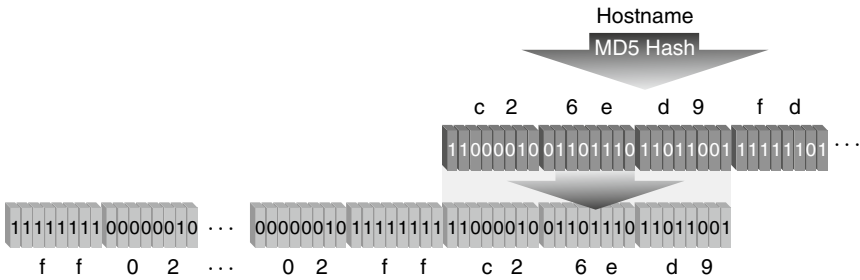 Hostname
MD5 Hash
c 2 6 e d 9 f d
11000010 01101110 11011001 11111101 ...
11111111 00000010 ... 00000010 11111111 11000010 01101110 11011001
f f 0 2 ... 0 2 f f c 2 6 e d 9